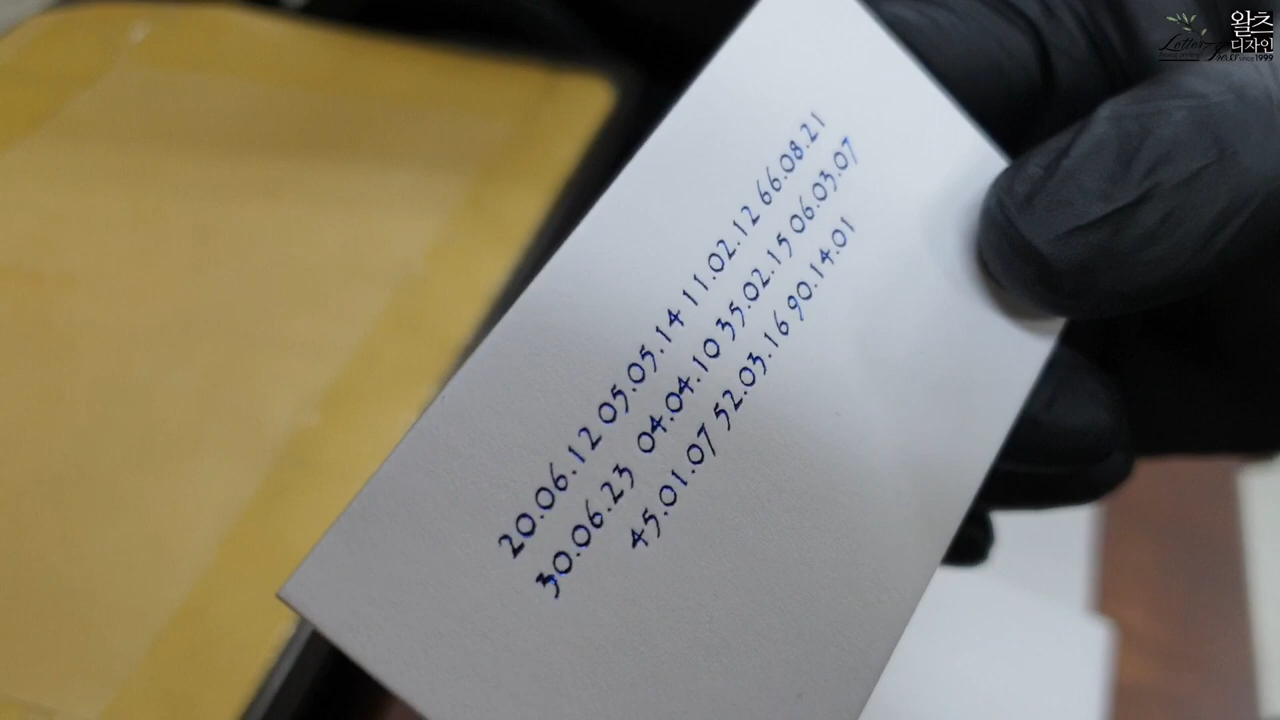 20.06.12 05.05.14 11.02.12 66.08.21
30.06.23 04.04.10 35.02.15 06.03.07
45.01.07 52.03.16 90.14.01
왈츠
디자인
Letter
Press since 1999